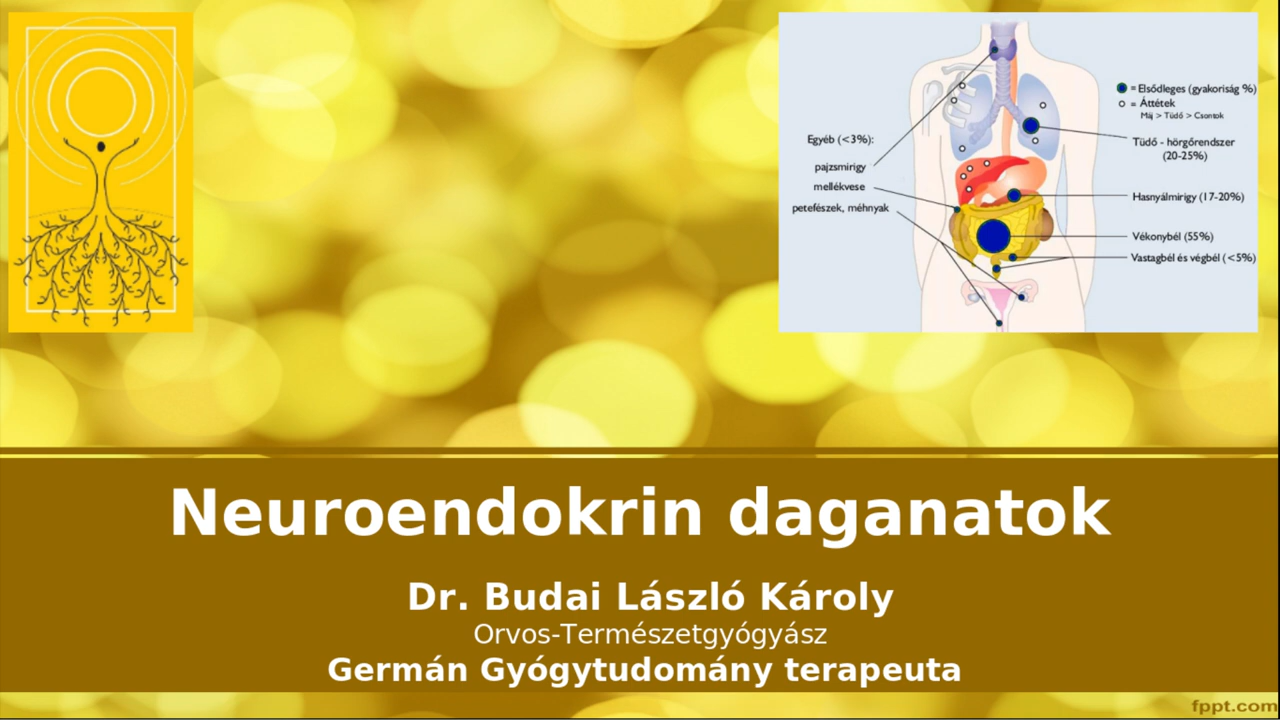 = Elsődleges (gyakoriság %)
= Áttétek
Máj > Tüdő > Csontok
Egyéb (<3%):
pajzsmirigy
mellékvese
petefészek, méhnyak
Tüdő - hörgőrendszer
(20-25%)
Hasnyálmirigy (17-20%)
Vékonybél (55%)
Vastagbél és végbél (<5%)
Neuroendokrin daganatok
Dr. Budai László Károly
Orvos-Természetgyógyász
Germán Gyógytudomány terapeuta
fppt.com